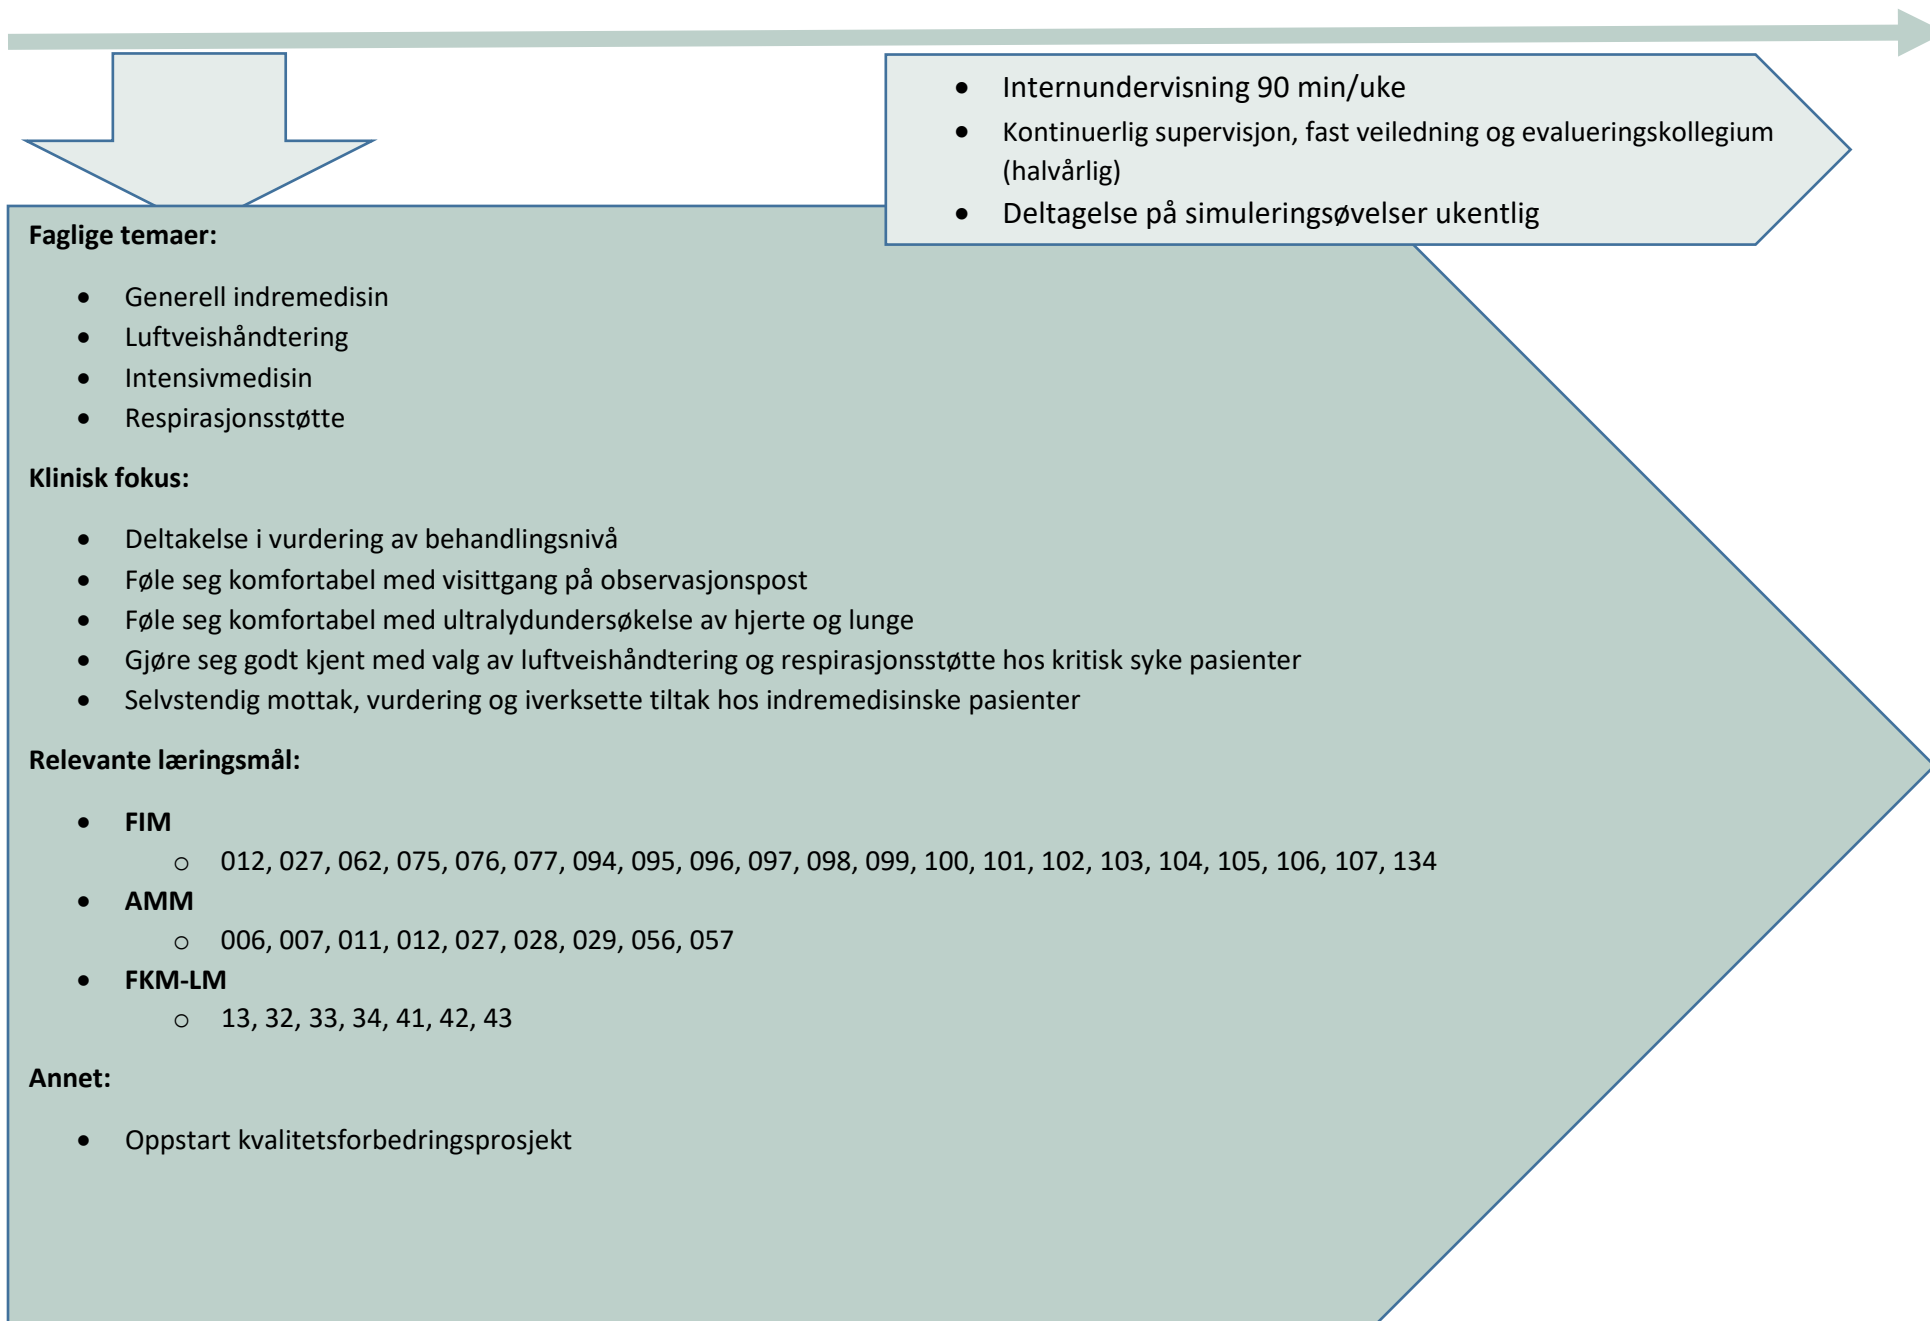 • Internundervisning 90 min/uke
• Kontinuerlig supervisjon, fast veiledning og evalueringskollegium
(halvårlig)
• Deltagelse på simuleringsøvelser ukentlig
Faglige temaer:
• Generell indremedisin
• Luftveishåndtering
• Intensivmedisin
• Respirasjonsstøtte
Klinisk fokus:
• Deltakelse i vurdering av behandlingsnivå
• Føle seg komfortabel med visittgang på observasjonspost
• Føle seg komfortabel med ultralydundersøkelse av hjerte og lunge
• Gjøre seg godt kjent med valg av luftveishåndtering og respirasjonsstøtte hos kritisk syke pasienter
• Selvstendig mottak, vurdering og iverksette tiltak hos indremedisinske pasienter
Relevante læringsmål:
• FIM
o 012, 027, 062, 075, 076, 077, 094, 095, 096, 097, 098, 099, 100, 101, 102, 103, 104, 105, 106, 107, 134
• AMM
o 006, 007, 011, 012, 027, 028, 029, 056, 057
• FKM-LM
o 13, 32, 33, 34, 41, 42, 43
Annet:
• Oppstart kvalitetsforbedringsprosjekt